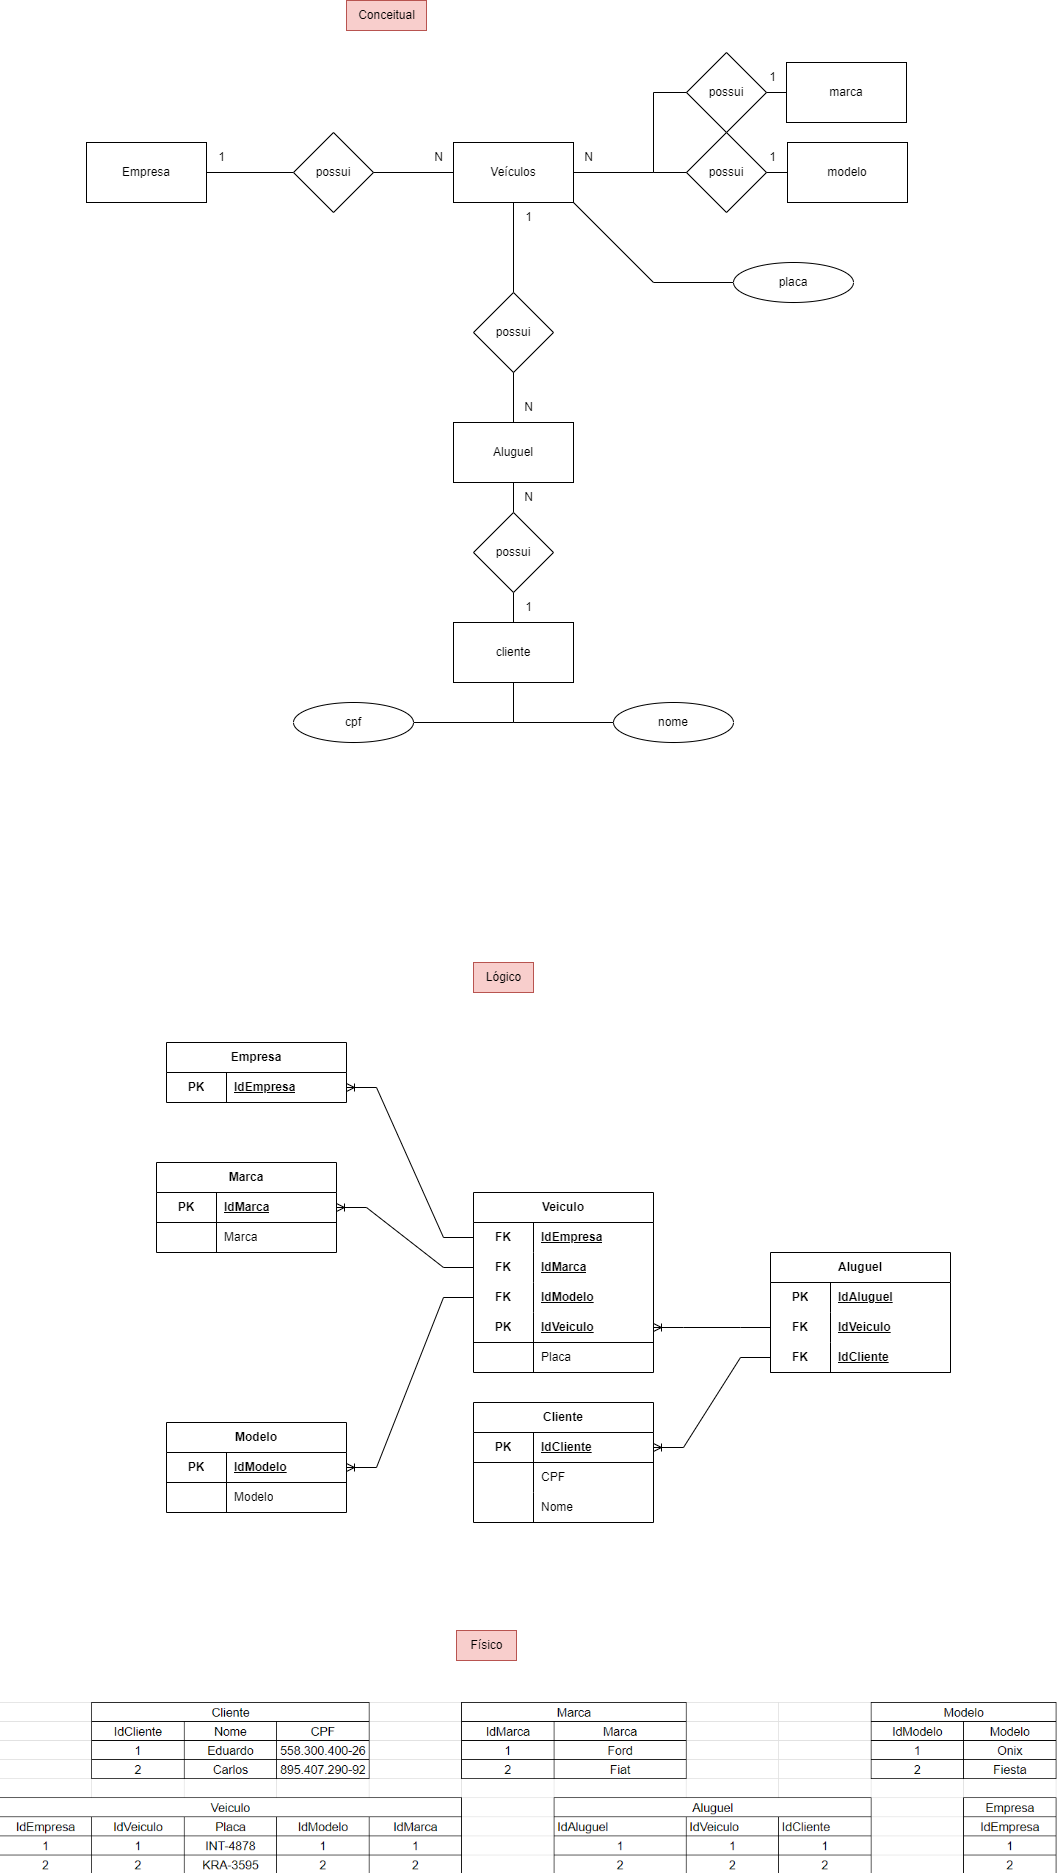 Conceitual
possui
1
marca
Empresa
1
possui
N
Veículos
N
possui
1
modelo
1
placa
possui
N
Aluguel
N
possui
1
cliente
cpf
nome
Lógico
Empresa
PK IdEmpresa
Marca
PK IdMarca
Marca
Veiculo
FK IdEmpresa
FK IdMarca
FK IdModelo
PK IdVeiculo
Placa
Aluguel
PK IdAluguel
FK IdVeiculo
FK IdCliente
Cliente
PK IdCliente
CPF
Nome
Modelo
PK IdModelo
Modelo
Físico
Cliente Marca Modelo
IdCliente Nome CPF IdMarca Marca IdModelo Modelo
1 Eduardo 558.300.400-26 1 Ford 1 Onix
2 Carlos 895.407.290-92 2 Fiat 2 Fiesta
Veiculo Aluguel Empresa
IdEmpresa IdVeiculo Placa IdModelo IdMarca IdAluguel IdVeiculo IdCliente IdEmpresa
1 1 INT-4878 1 1 1 1 1 1
2 2 KRA-3595 2 2 2 2 2 2